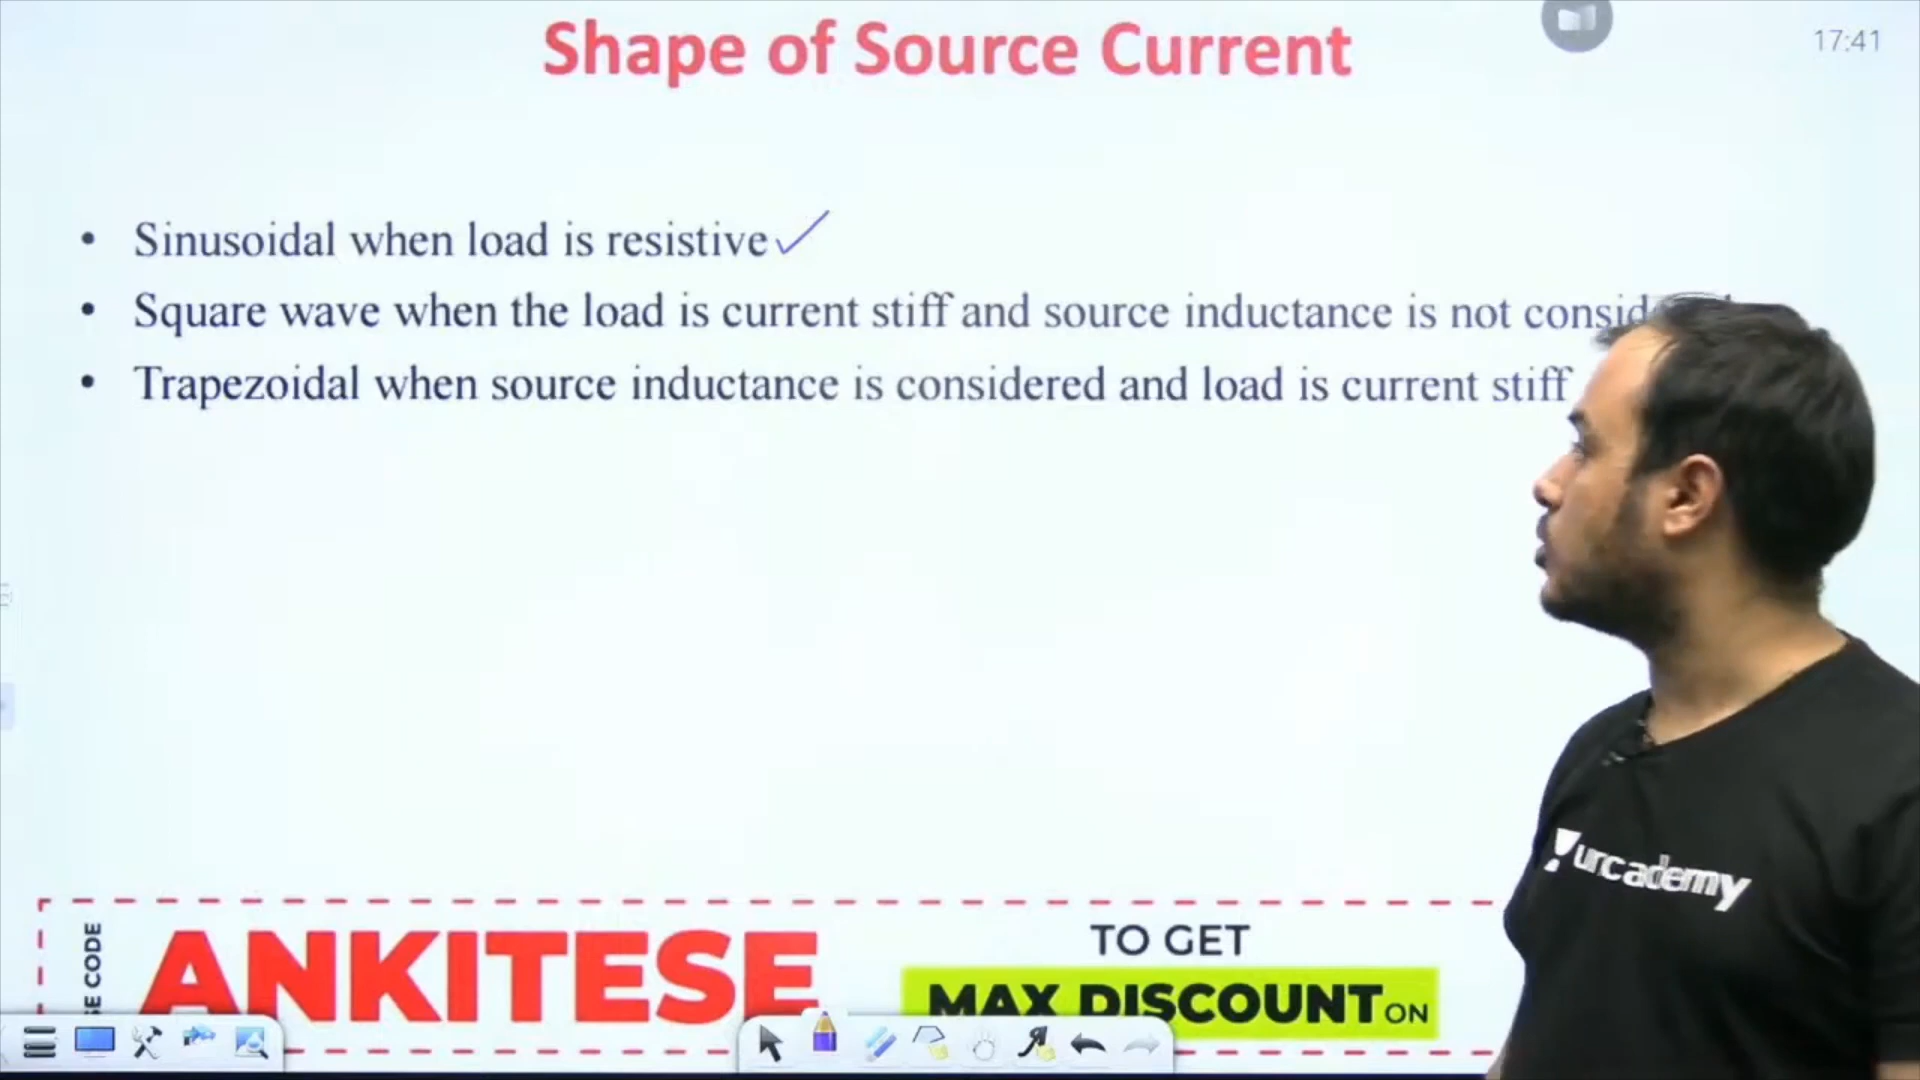 Shape of Source Current
17:41
• Sinusoidal when load is resistive
• Square wave when the load is current stiff and source inductance is not
• Trapezoidal when source inductance is considered and load is current stiff
CODE
ANKITESE
TO GET
MAX DISCOUNT ON
unacademy